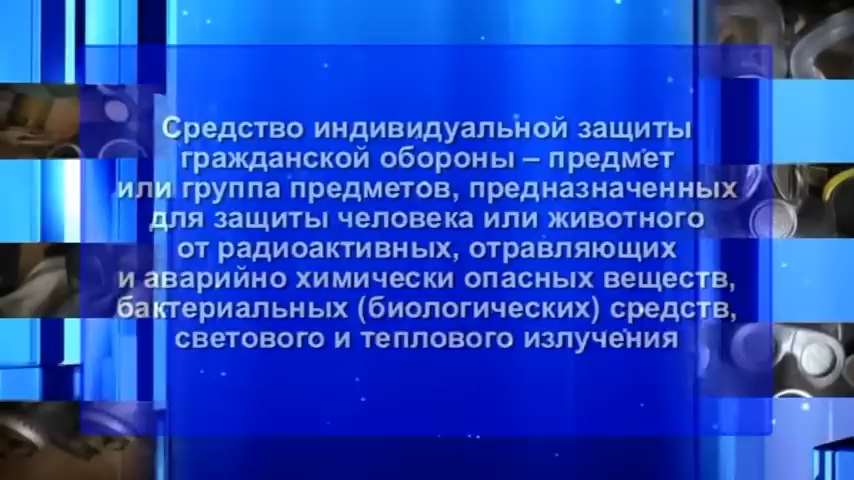 Средство индивидуальной защиты
гражданской обороны – предмет
или группа предметов, предназначенных
для защиты человека или животного
от радиоактивных, отравляющих
и аварийно химически опасных веществ,
бактериальных (биологических) средств,
светового и теплового излучения